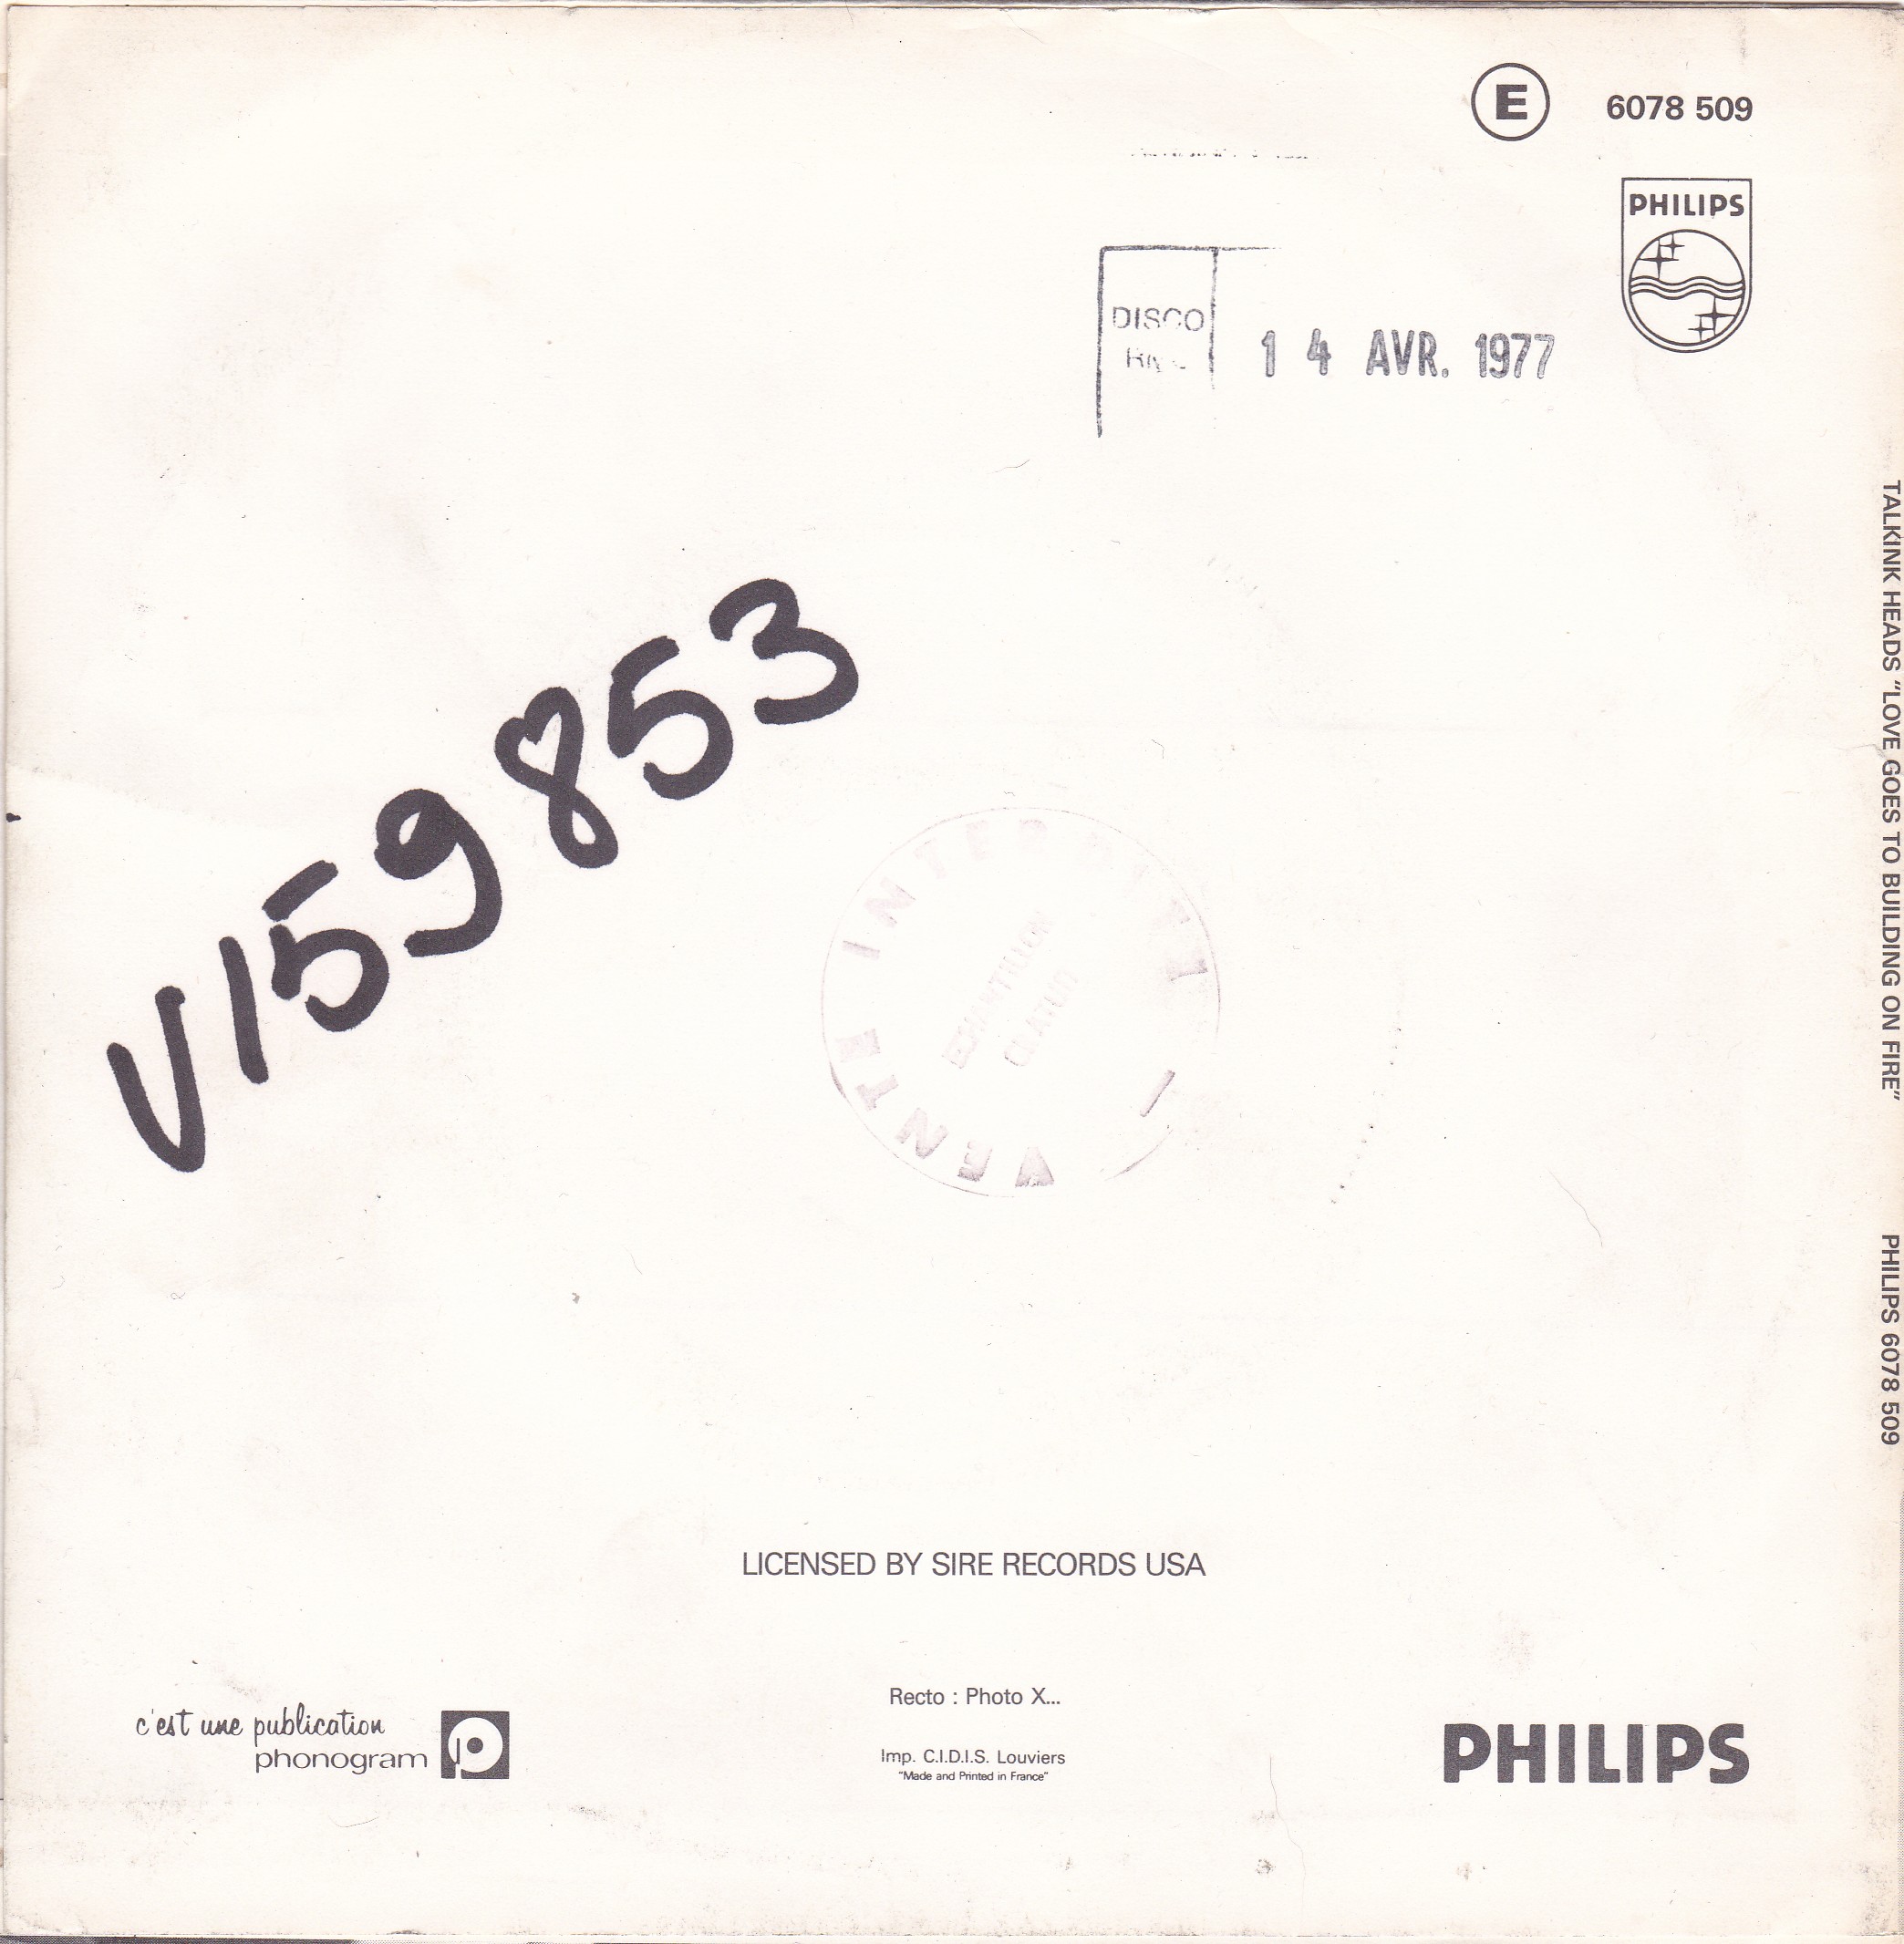 E 6078 509
PHILIPS
DISCO
14 AVR. 1977
TALKINK HEADS "LOVE GOES TO BUILDING ON FIRE" PHILIPS 6078 509
V159853
INTERDITE
VENTE
LICENSED BY SIRE RECORDS USA
Recto : Photo X...
c'est une publication
phonogram
Imp. C.I.D.I.S. Louviers
"Made and Printed in France"
PHILIPS